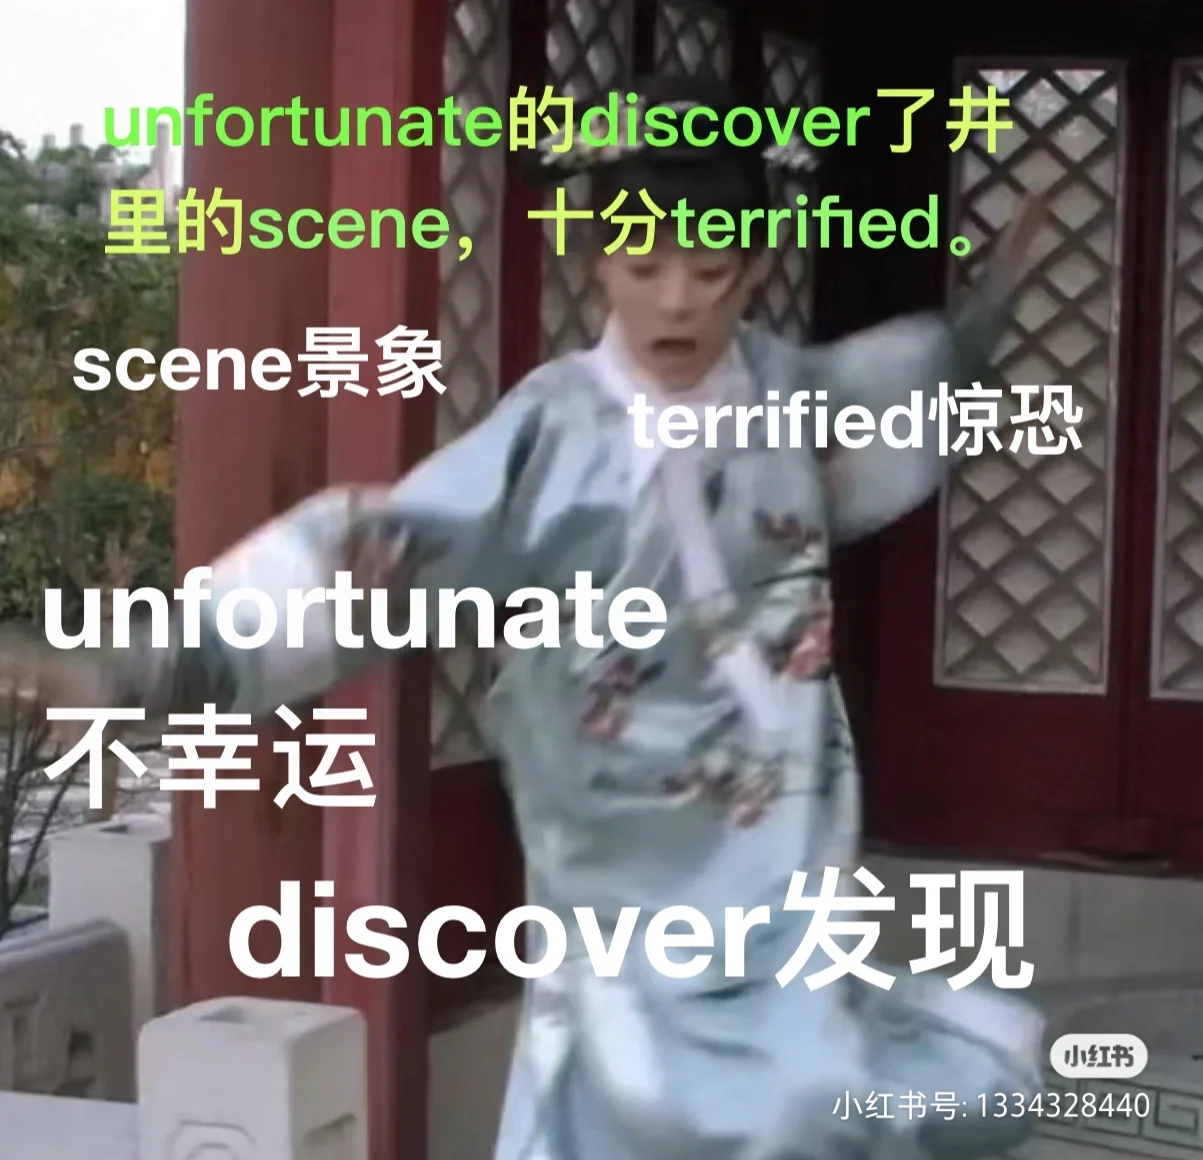 unfortunate的discover了井
里的scene，十分terrified。
scene景象
terrified惊恐
unfortunate
不幸运
discover发现
小红书
小红书号: 1334328440